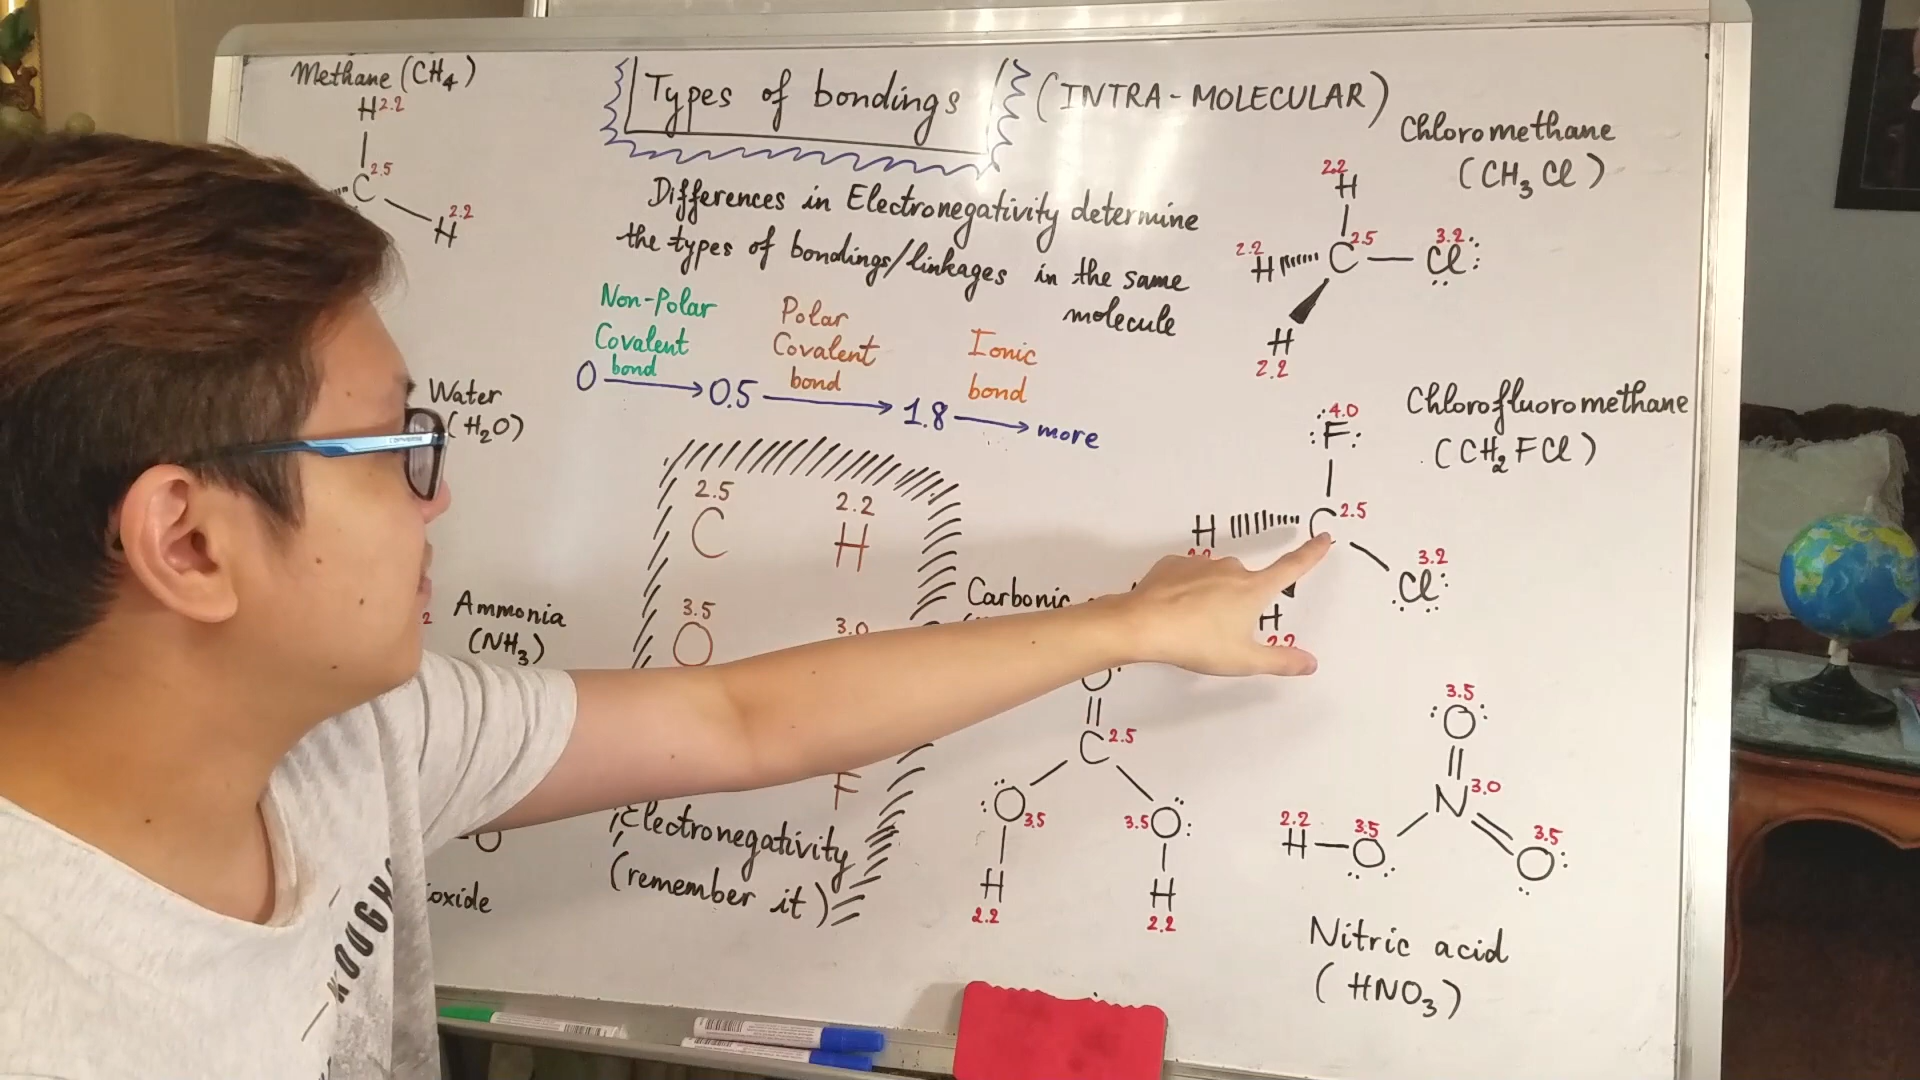 Methane (CH4)
H 2.2
2.5
C
2.2
H
Types of bondings (INTRA-MOLECULAR)
Differences in Electronegativity determine
the types of bondings/linkages in the same
molecule
Non-Polar
Covalent
bond
Polar
Covalent
bond
Ionic
bond
0 0.5 1.8 more
Water
(H2O)
Ammonia
(NH3)
2
O
oxide
2.5
C
2.2
H
3.5
O
3.0
F
Electronegativity
(remember it)
Chloromethane
(CH3Cl)
2.2
H
2.2
H
C 2.5
3.2
Cl
H
2.2
Chlorofluoromethane
(CCH2FCl)
4.0
F
H
C 2.5
3.2
Cl
H
2.2
Carbonic
O
C 2.5
O 3.5
3.5 O
H
2.2
H
2.2
3.5
O
N 3.0
2.2
H
3.5
O
3.5
O
Nitric acid
(HNO3)